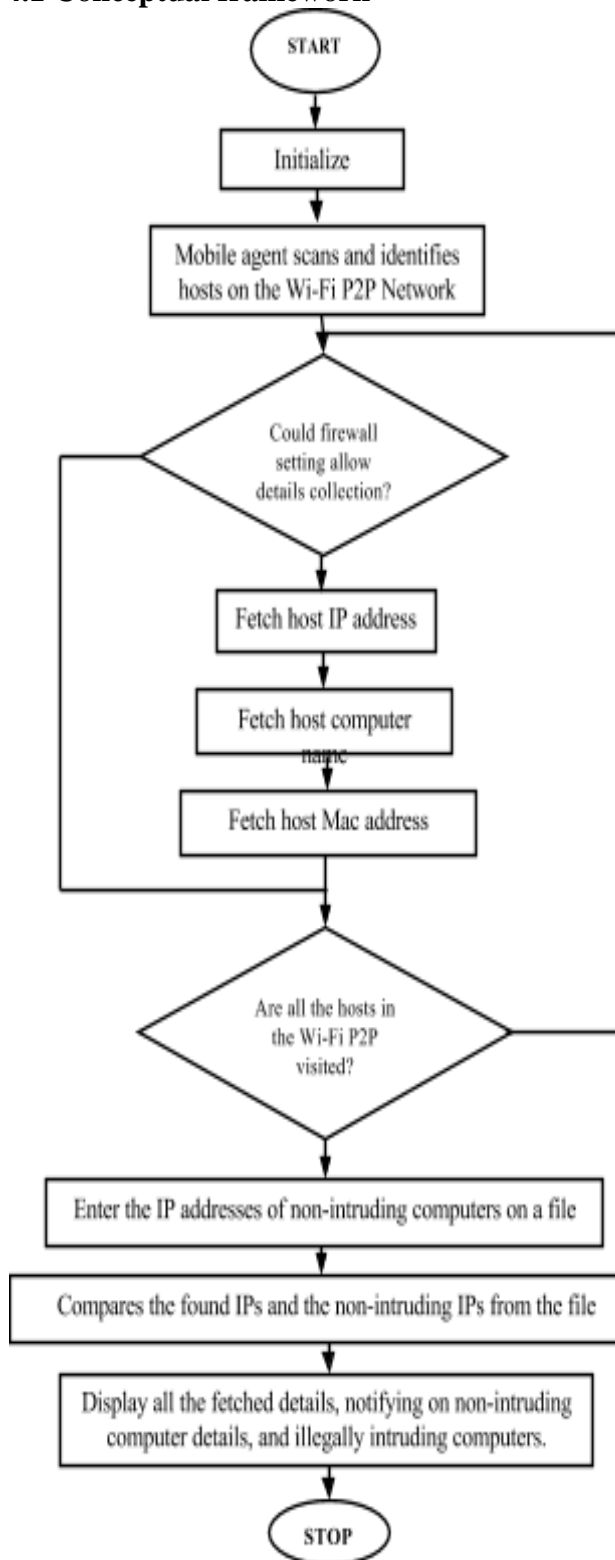 4.1 Conceptual framework
START
Initialize
Mobile agent scans and identifies
hosts on the Wi-Fi P2P Network
Could firewall
setting allow
details collection?
Fetch host IP address
Fetch host computer
name
Fetch host Mac address
Are all the hosts in
the Wi-Fi P2P
visited?
Enter the IP addresses of non-intruding computers on a file
Compares the found IPs and the non-intruding IPs from the file
Display all the fetched details, notifying on non-intruding
computer details, and illegally intruding computers.
STOP